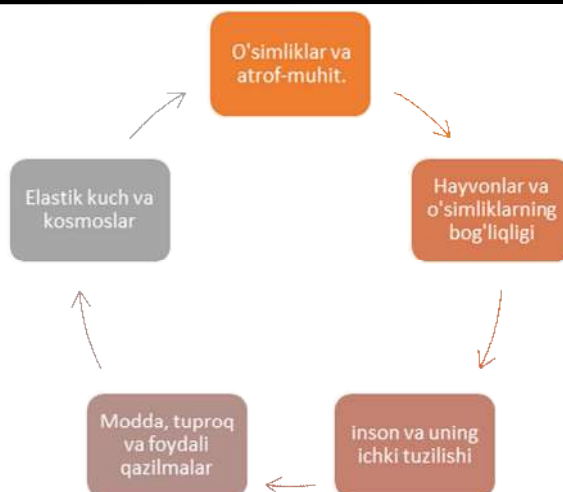 O'simliklar va
atrof-muhit.
Hayvonlar va
o'simliklarning
bog'liqligi
inson va uning
ichki tuzilishi
Modda, tuproq
va foydali
qazilmalar
Elastik kuch va
kosmoslar